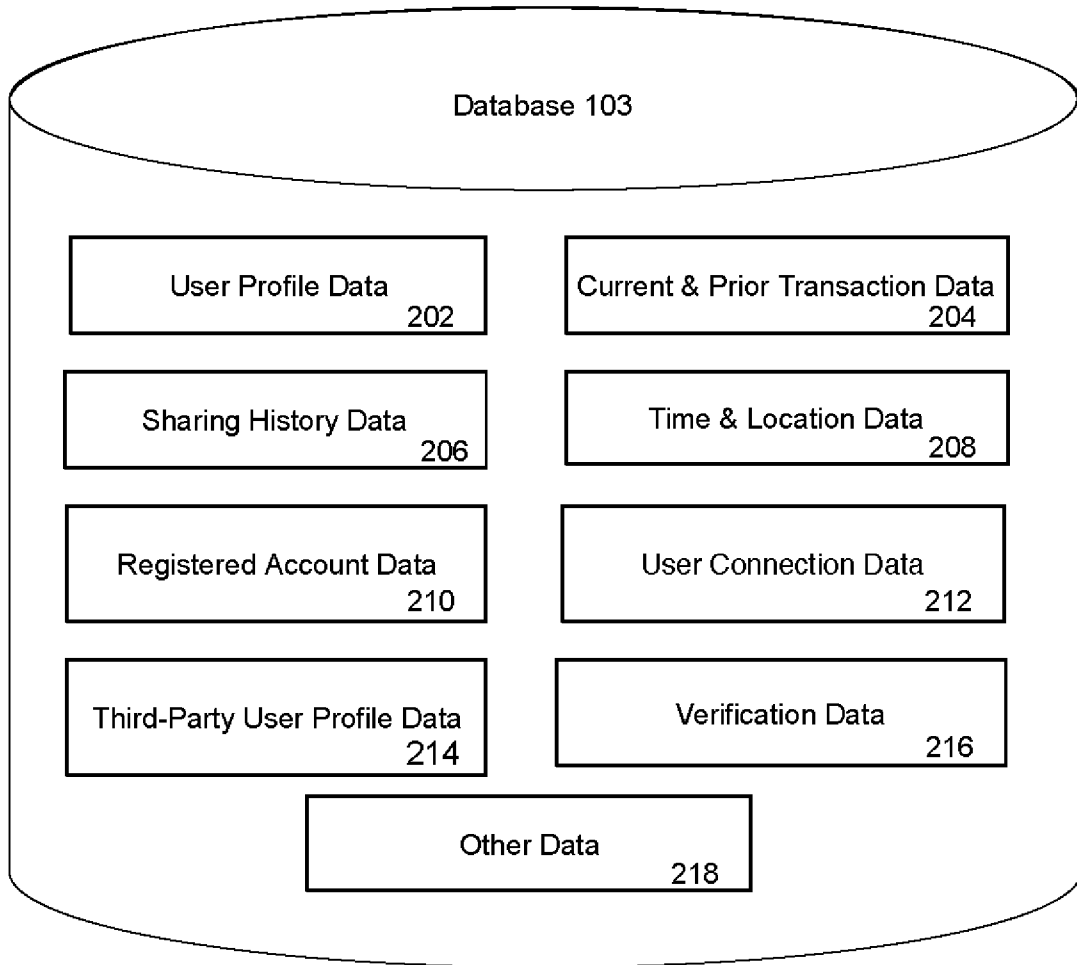 Database 103
User Profile Data
202
Current & Prior Transaction Data
204
Sharing History Data
206
Time & Location Data
208
Registered Account Data
210
User Connection Data
212
Third-Party User Profile Data
214
Verification Data
216
Other Data
218